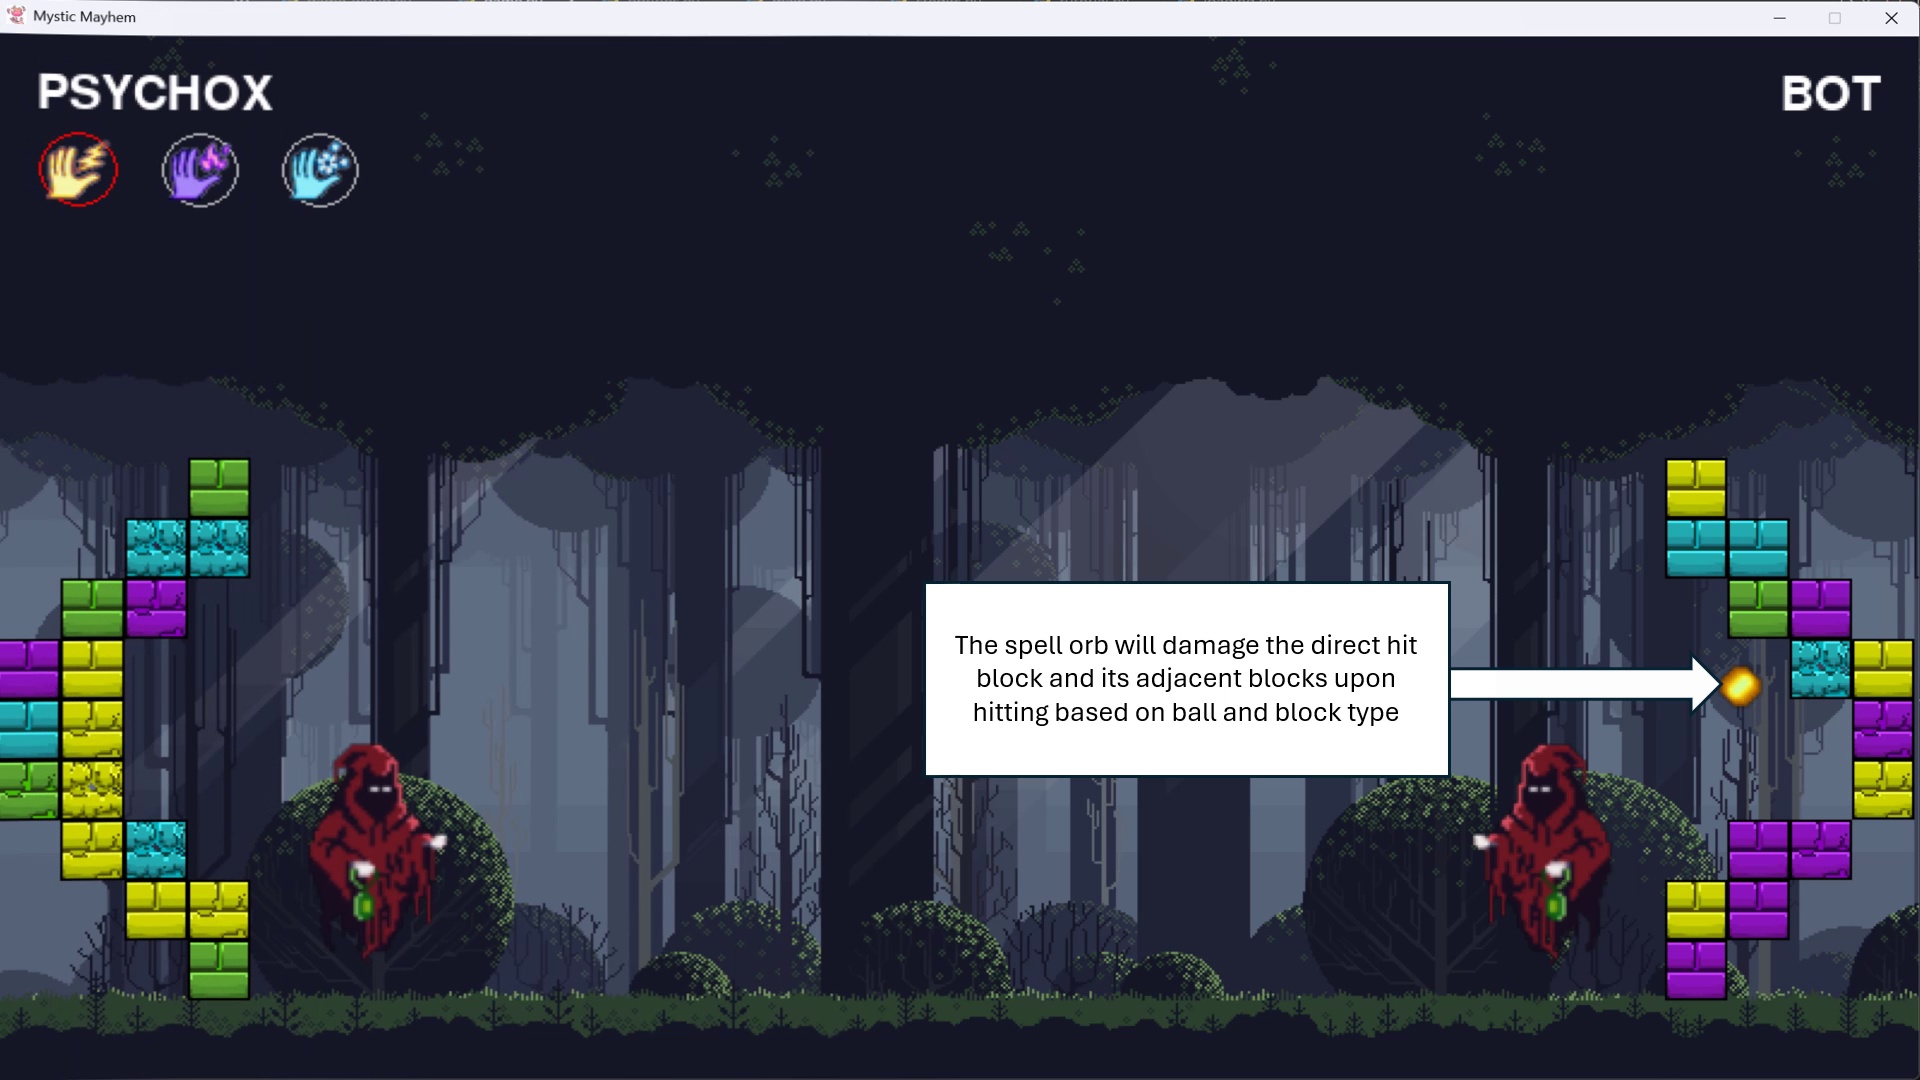 Mystic Mayhem
PSYCHOX
BOT
The spell orb will damage the direct hit
block and its adjacent blocks upon
hitting based on ball and block type